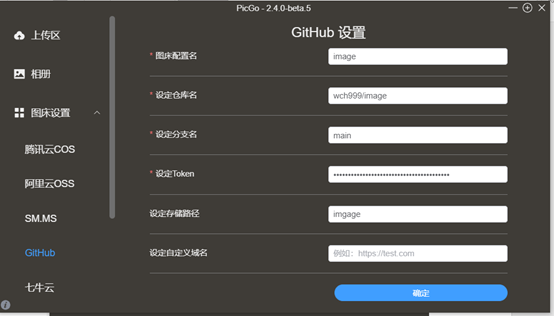 PicGo - 2.4.0-beta.5
上传区
相册
图床设置
腾讯云COS
阿里云OSS
SM.MS
GitHub
七牛云
GitHub 设置
* 图床配置名
image
* 设定仓库名
wch999/image
* 设定分支名
main
* 设定Token
设定存储路径
imgage
设定自定义域名
例如：https://test.com
确定